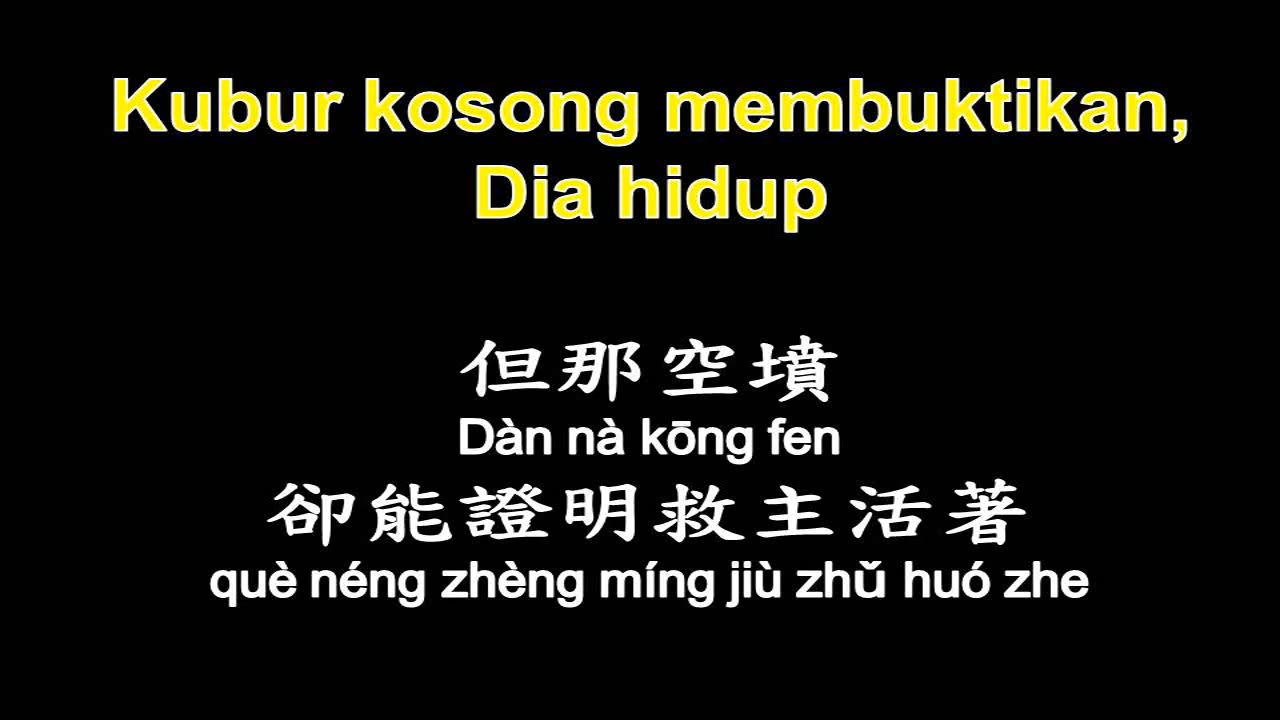 Kubur kosong membuktikan,
Dia hidup
但那空墳
Dàn nà kōng fen
卻能證明救主活著
què néng zhèng míng jiù zhǔ huó zhe